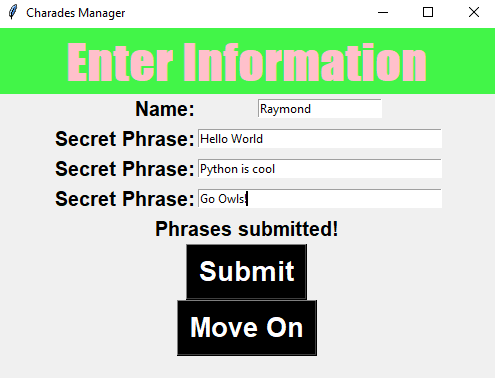 Charades Manager
Enter Information
Name: Raymond
Secret Phrase: Hello World
Secret Phrase: Python is cool
Secret Phrase: Go Owls!
Phrases submitted!
Submit
Move On